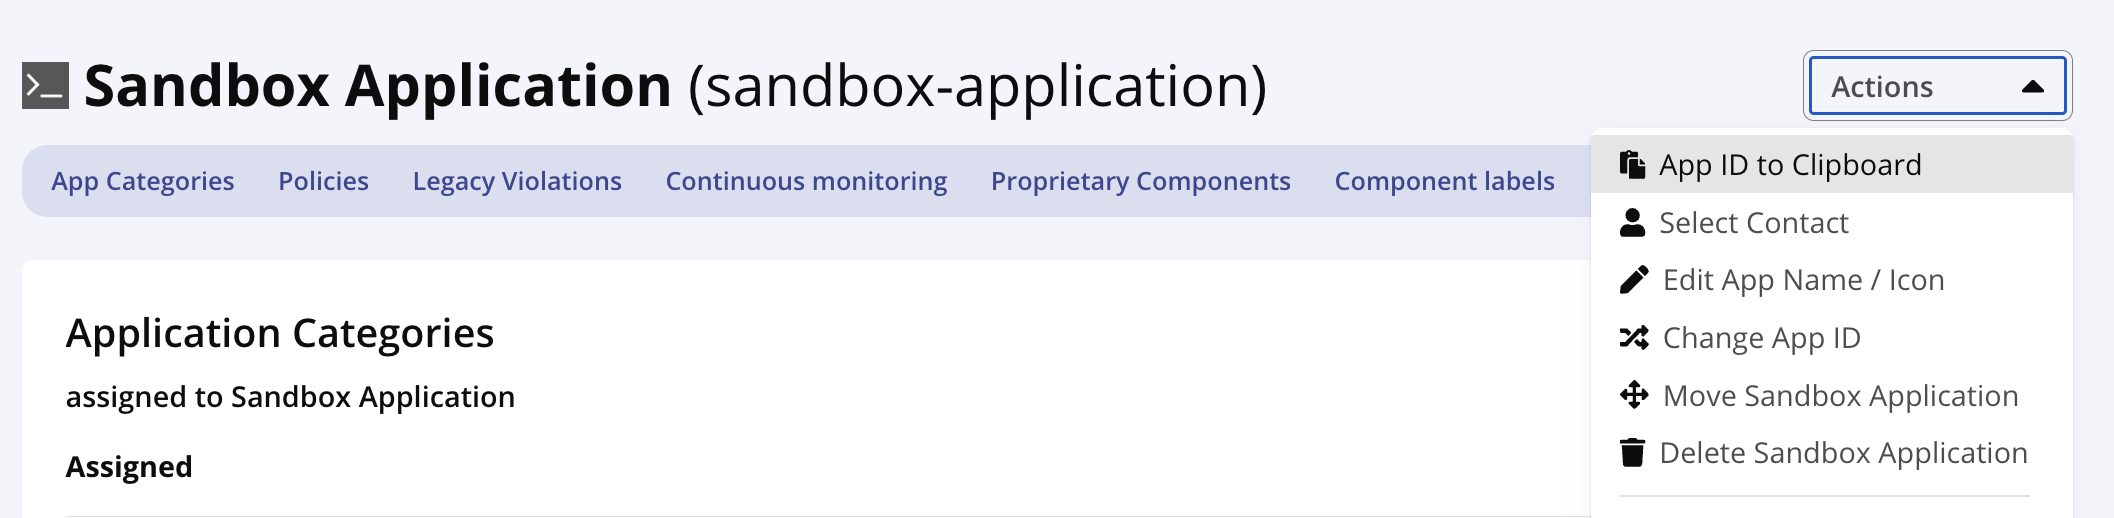 Sandbox Application (sandbox-application)
Actions
App Categories Policies Legacy Violations Continuous monitoring Proprietary Components Component labels
App ID to Clipboard
Select Contact
Edit App Name / Icon
Change App ID
Move Sandbox Application
Delete Sandbox Application
Application Categories
assigned to Sandbox Application
Assigned